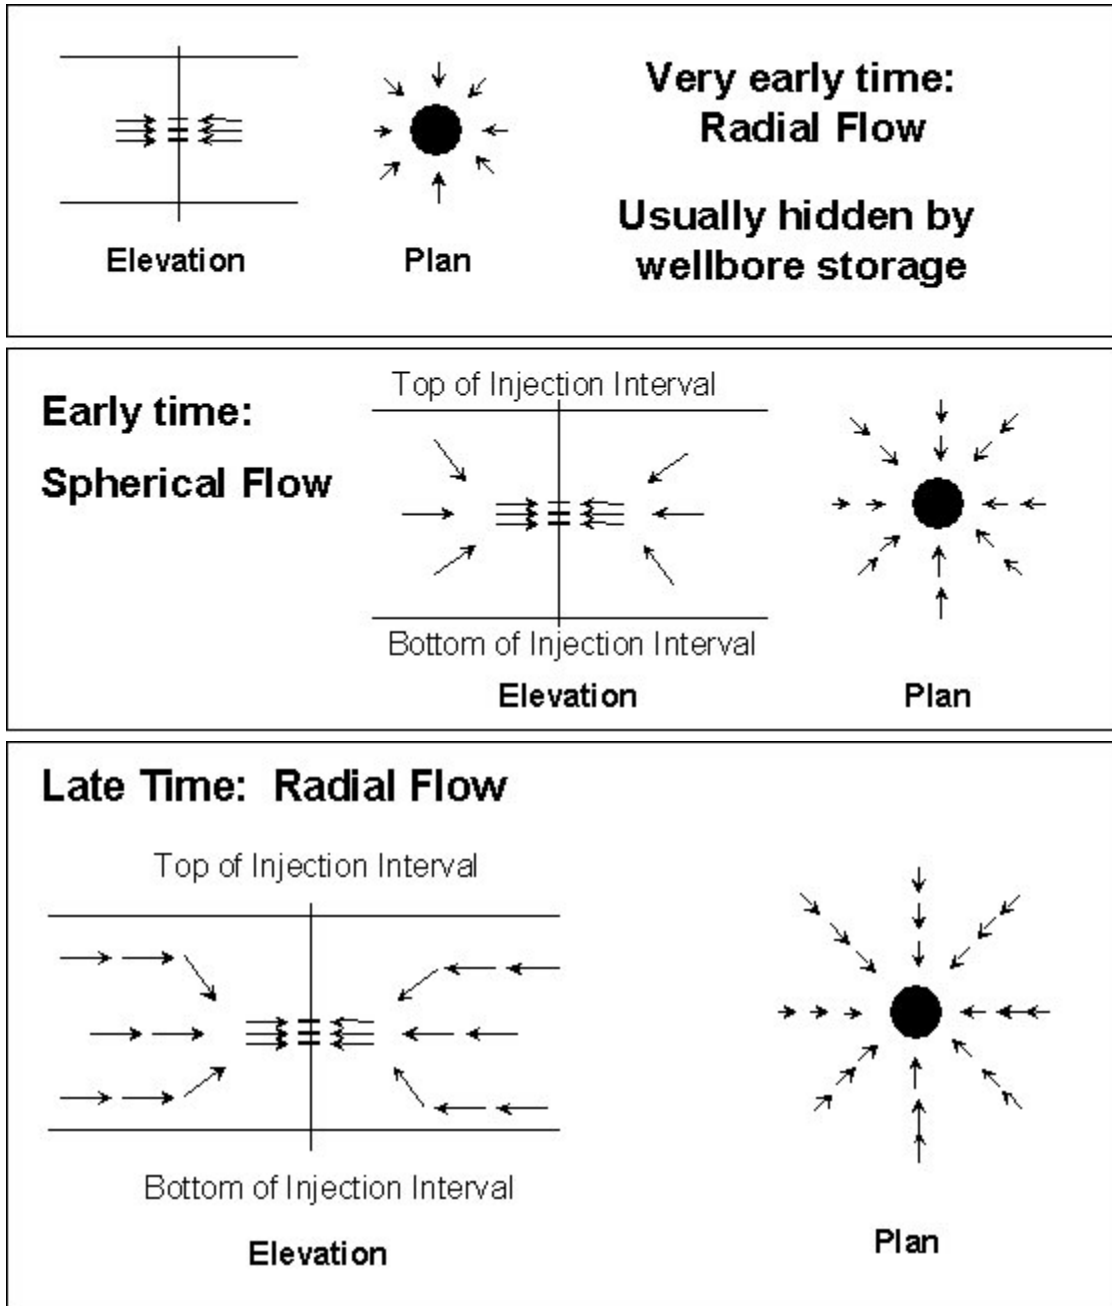 Very early time:
Radial Flow
Usually hidden by
wellbore storage
Elevation
Plan
Early time:
Spherical Flow
Top of Injection Interval
Bottom of Injection Interval
Elevation
Plan
Late Time: Radial Flow
Top of Injection Interval
Bottom of Injection Interval
Elevation
Plan